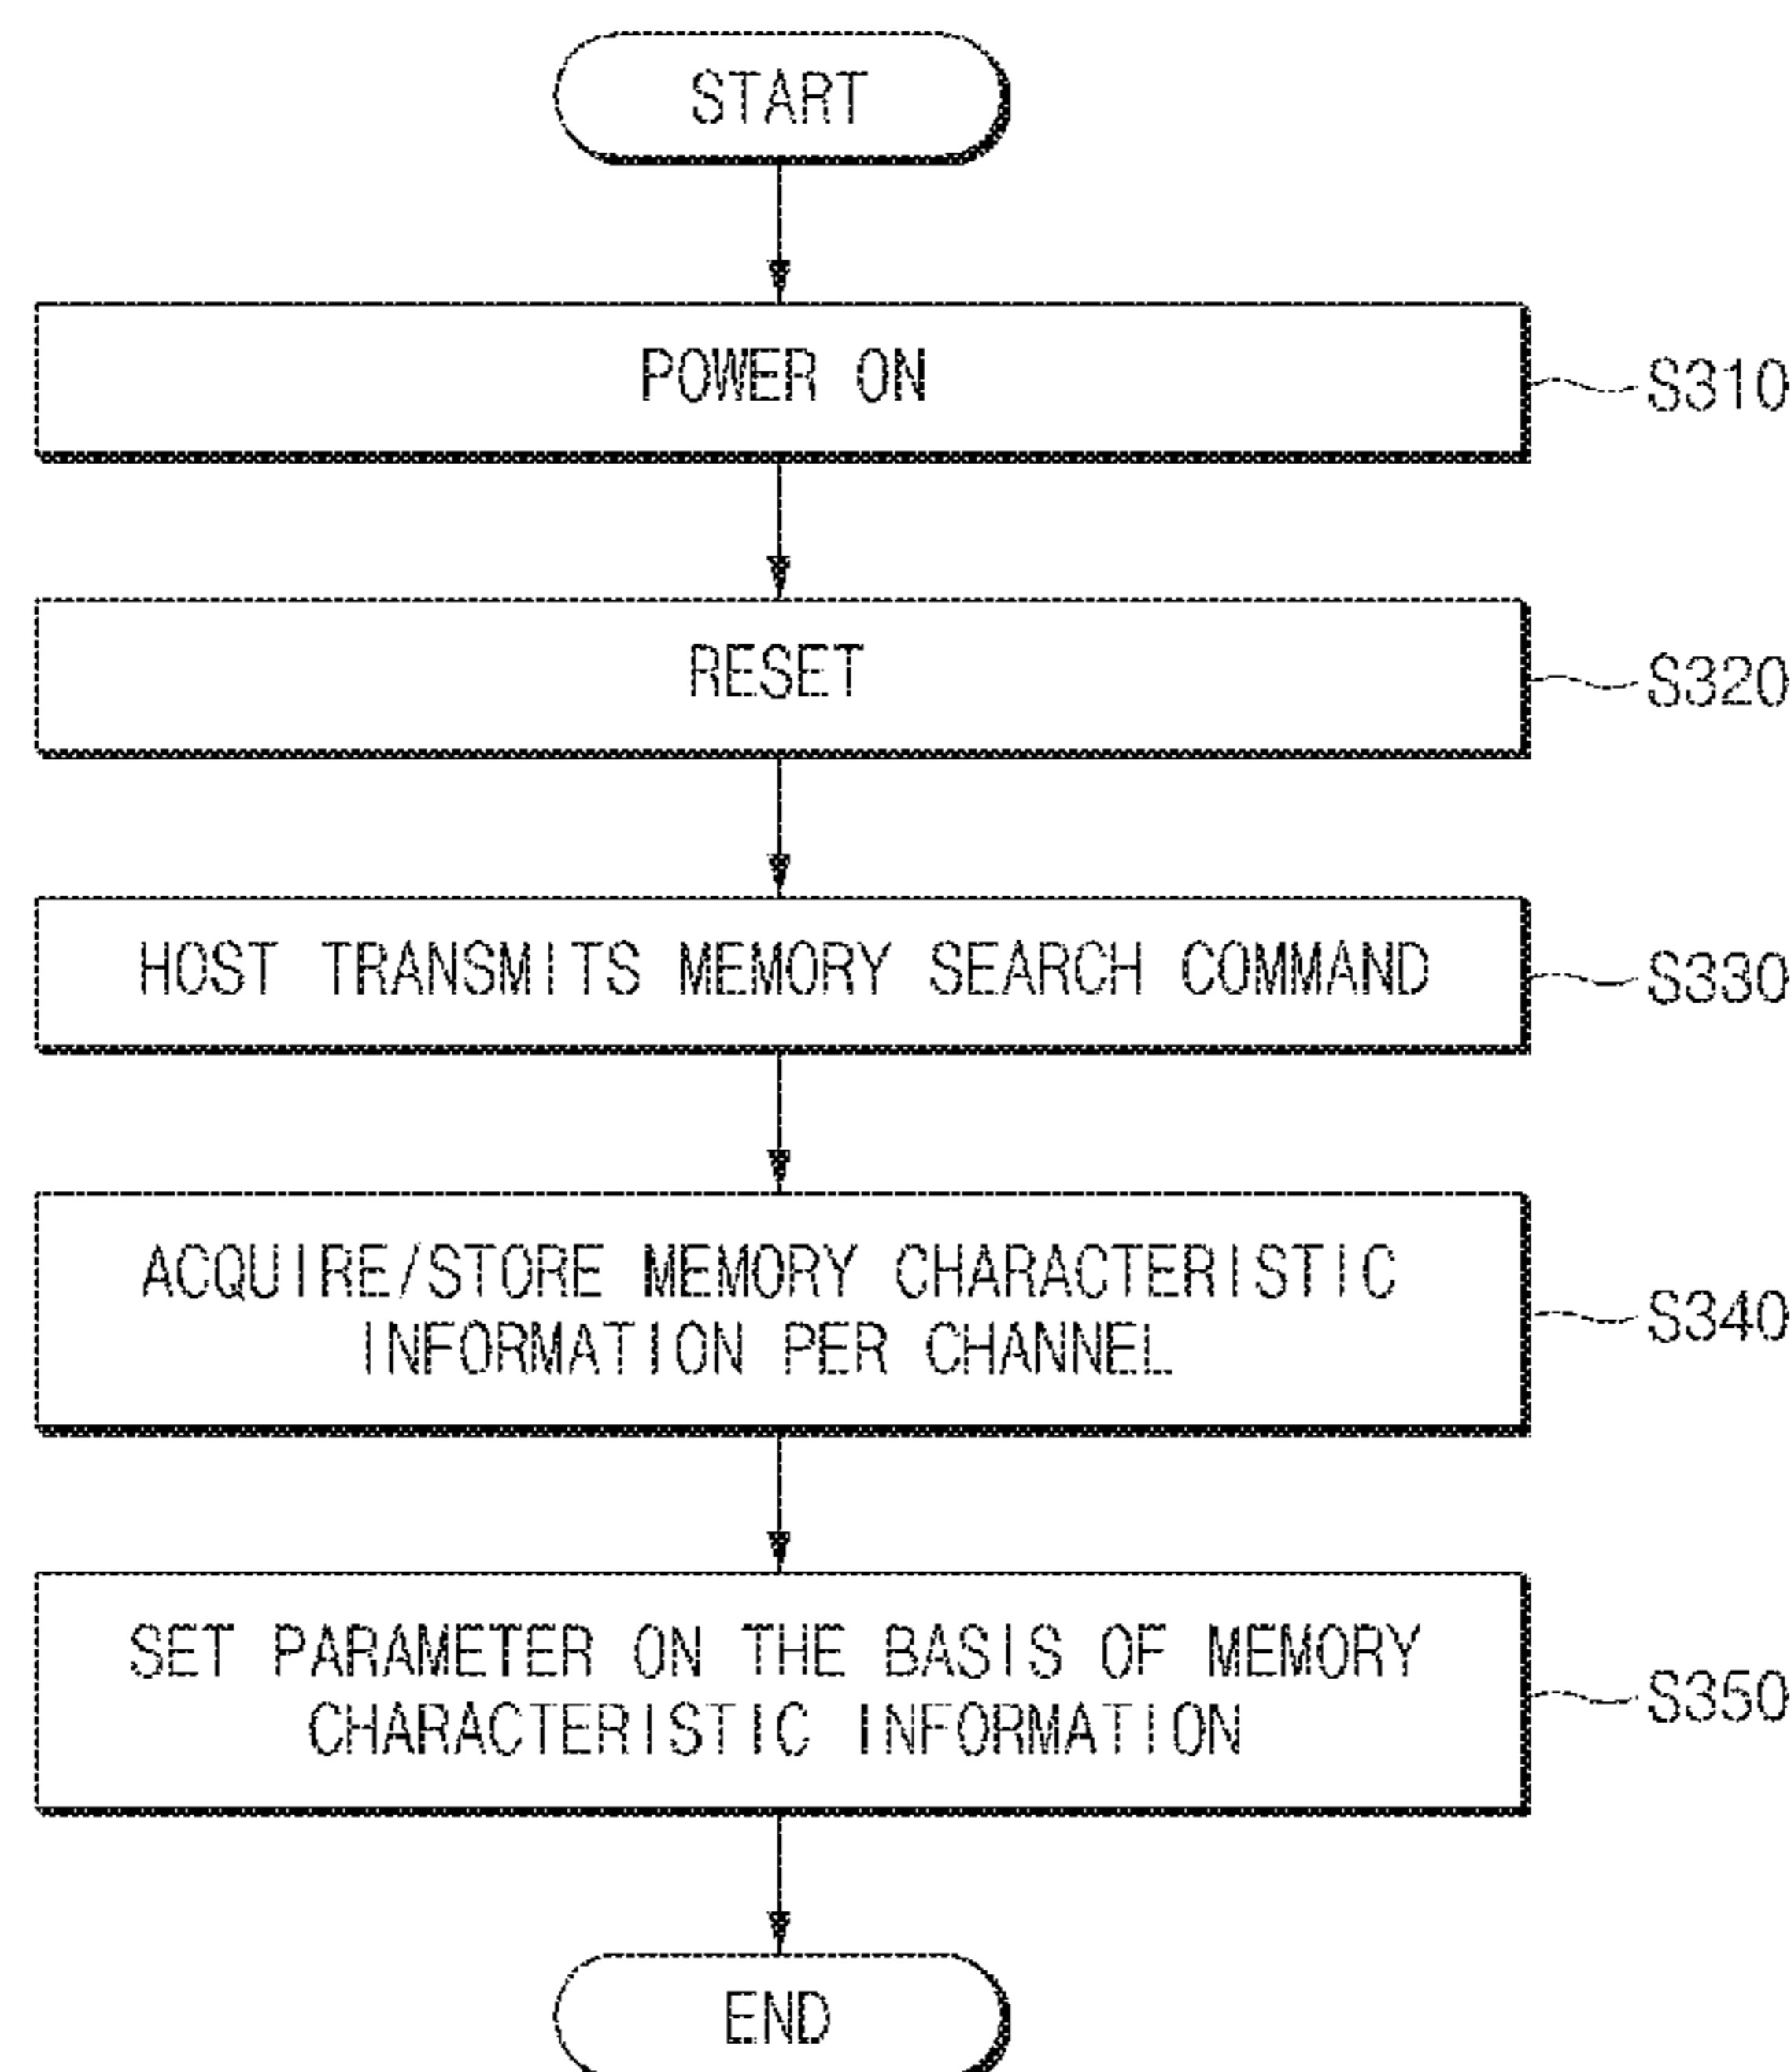 START
POWER ON
S310
RESET
S320
HOST TRANSMITS MEMORY SEARCH COMMAND
S330
ACQUIRE/STORE MEMORY CHARACTERISTIC
INFORMATION PER CHANNEL
S340
SET PARAMETER ON THE BASIS OF MEMORY
CHARACTERISTIC INFORMATION
S350
END